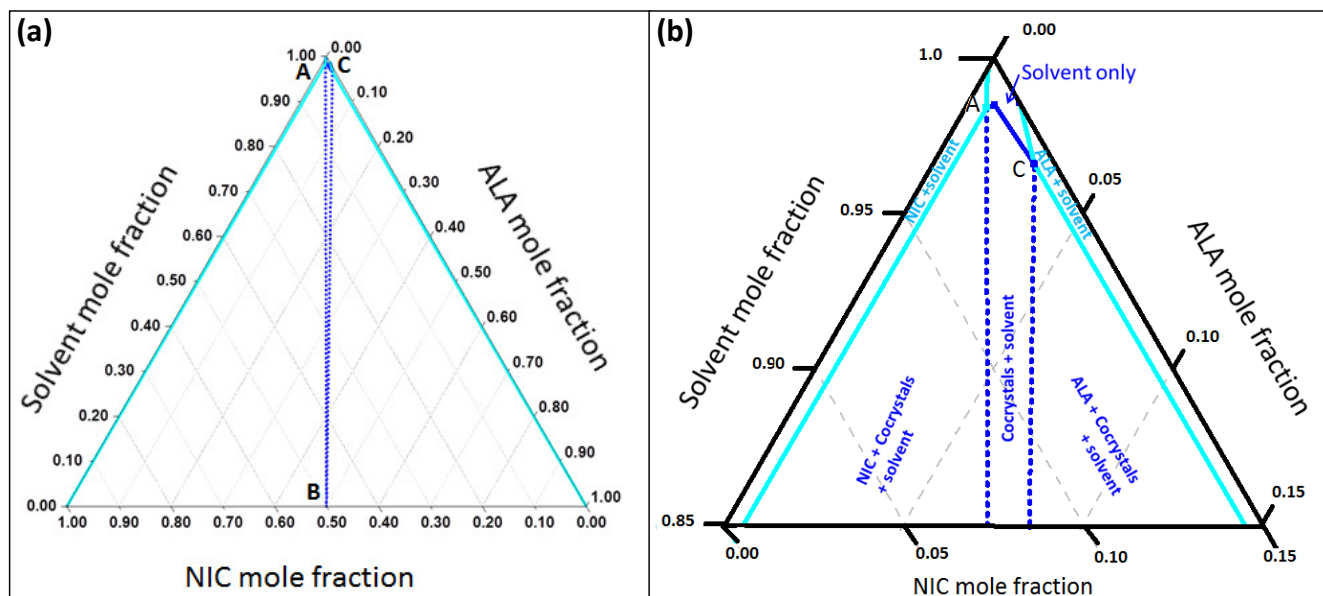 (a)
0.00
1.00
A
C
0.90
0.10
0.80
0.20
0.70
0.30
0.60
0.40
0.50
0.50
0.40
0.60
0.30
0.70
0.20
0.80
0.10
0.90
B
0.00
1.00
1.00
0.90
0.80
0.70
0.60
0.50
0.40
0.30
0.20
0.10
0.00
Solvent mole fraction
ALA mole fraction
NIC mole fraction
(b)
0.00
1.0
Solvent only
A
C
NIC +solvent
ALA + solvent
0.05
0.95
0.10
0.90
0.15
0.85
Cocrystals + solvent
NIC + Cocrystals
+ solvent
ALA + Cocrystals
+ solvent
0.00
0.05
0.10
0.15
Solvent mole fraction
ALA mole fraction
NIC mole fraction